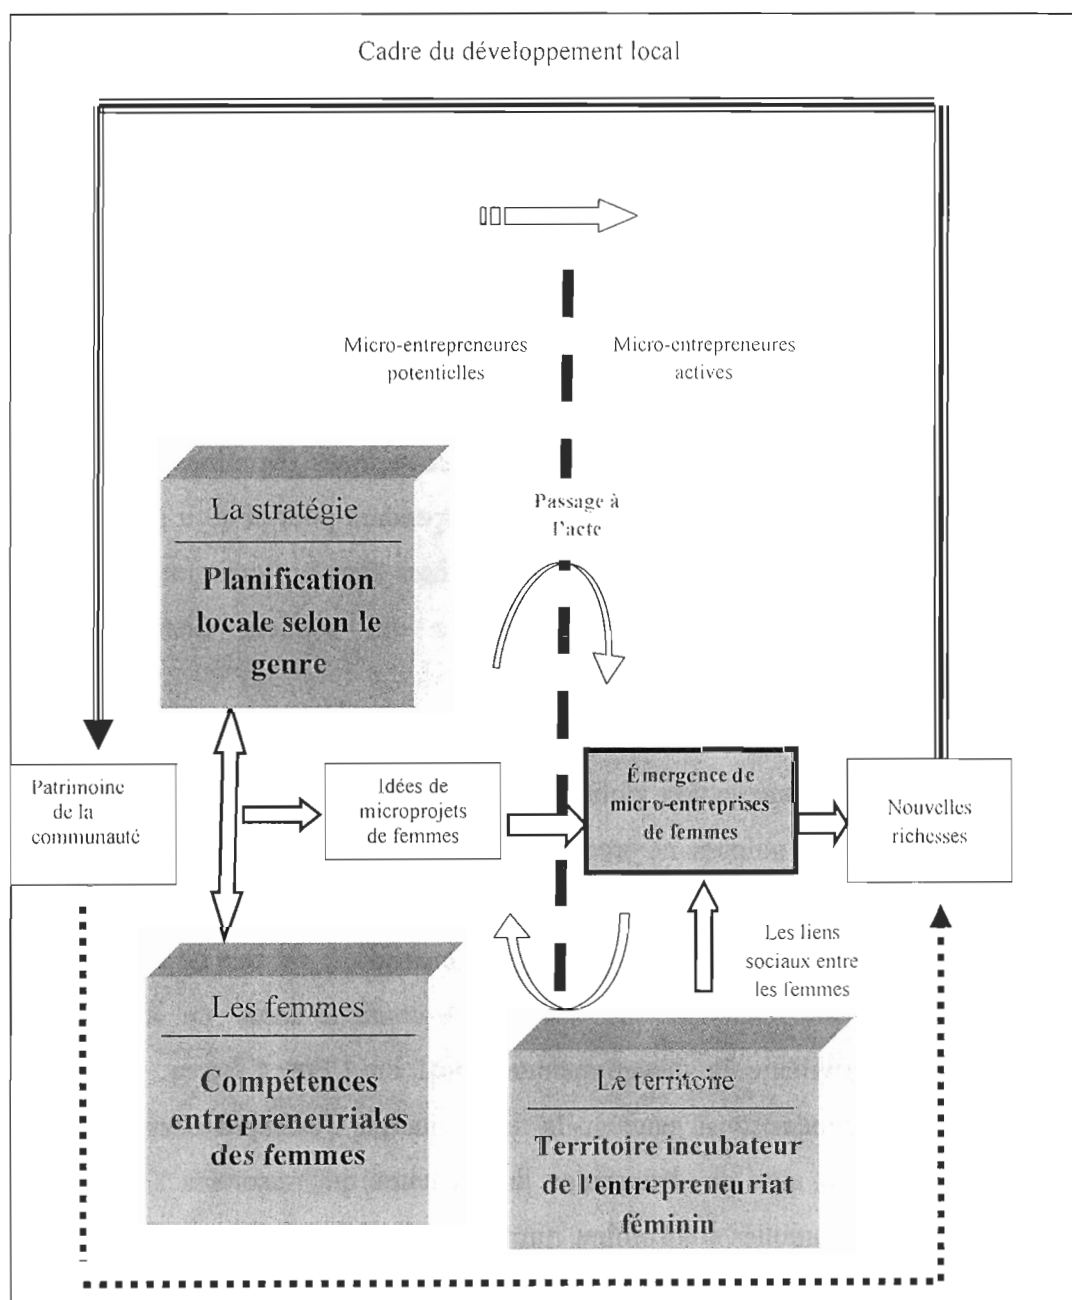 Cadre du développement local
Micro-entrepreneures
potentielles
Micro-entrepreneures
actives
La stratégie
Planification
locale selon le
genre
Passage à
l'acte
Patrimoine
de la
communauté
Idées de
microprojets
de femmes
Émergence de
micro-entreprises
de femmes
Nouvelles
richesses
Les liens
sociaux entre
les femmes
Les femmes
Compétences
entrepreneuriales
des femmes
Le territoire
Territoire incubateur
de l'entrepreneuriat
féminin